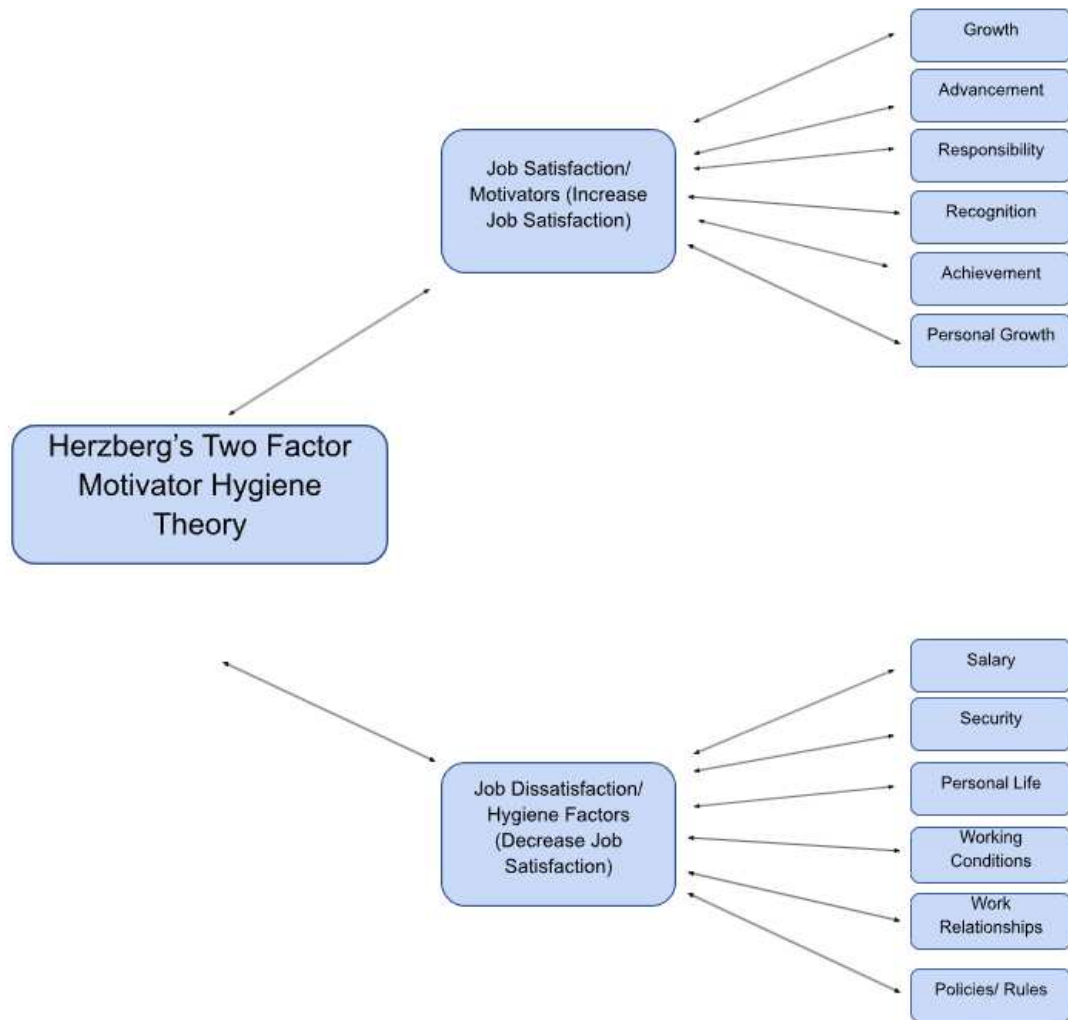 Growth
Advancement
Job Satisfaction/
Motivators (Increase
Job Satisfaction)
Responsibility
Recognition
Achievement
Personal Growth
Herzberg’s Two Factor
Motivator Hygiene
Theory
Salary
Security
Job Dissatisfaction/
Hygiene Factors
(Decrease Job
Satisfaction)
Personal Life
Working
Conditions
Work
Relationships
Policies/ Rules